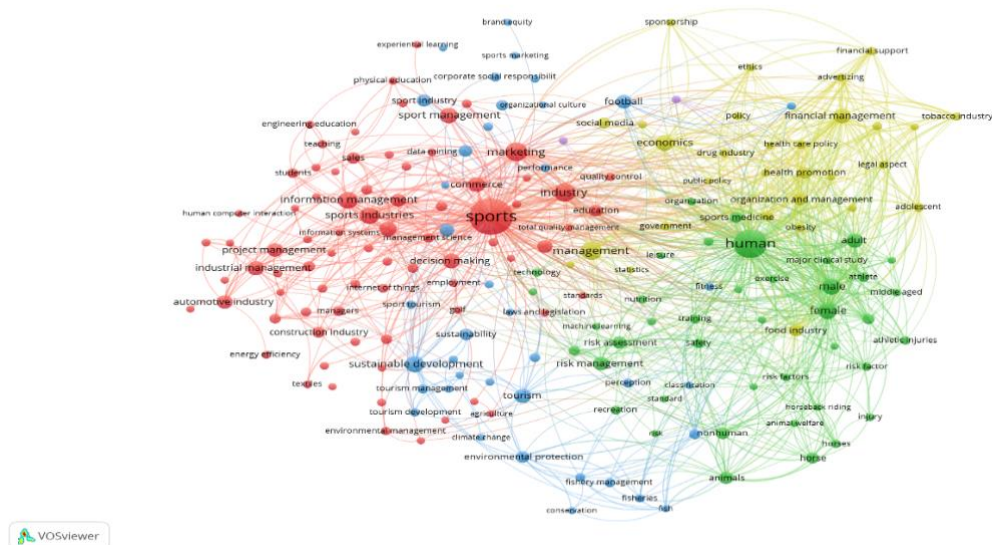 brand equity
sponsorship
experiential learning
sports marketing
financial support
physical education
corporate social responsibilit
ethics
advertizing
sport industry
organizational culture
football
sport management
policy
financial management
tobacco industry
engineering education
social media
teaching
marketing
economics
health care policy
data mining
drug industry
sales
performance
legal aspect
students
quality control
health promotion
commerce
public policy
industry
information management
organization
organization and management
adolescent
human computer interaction
sports industries
sports
education
sports medicine
information systems
total quality management
government
obesity
management science
human
adult
project management
management
leisure
decision making
major clinical study
industrial management
technology
statistics
athlete
employment
exercise
internet of things
fitness
male
middle aged
automotive industry
standards
nutrition
sport tourism
golf
laws and legislation
female
managers
training
construction industry
sustainability
machine learning
food industry
risk assessment
safety
athletic injuries
energy efficiency
sustainable development
risk management
risk factor
textiles
perception
risk factors
tourism management
tourism
classification
standard
tourism development
agriculture
recreation
horseback riding
injury
animal welfare
environmental management
climate change
risk
nonhuman
horses
environmental protection
horse
animals
fishery management
fisheries
conservation
fish
VOSviewer